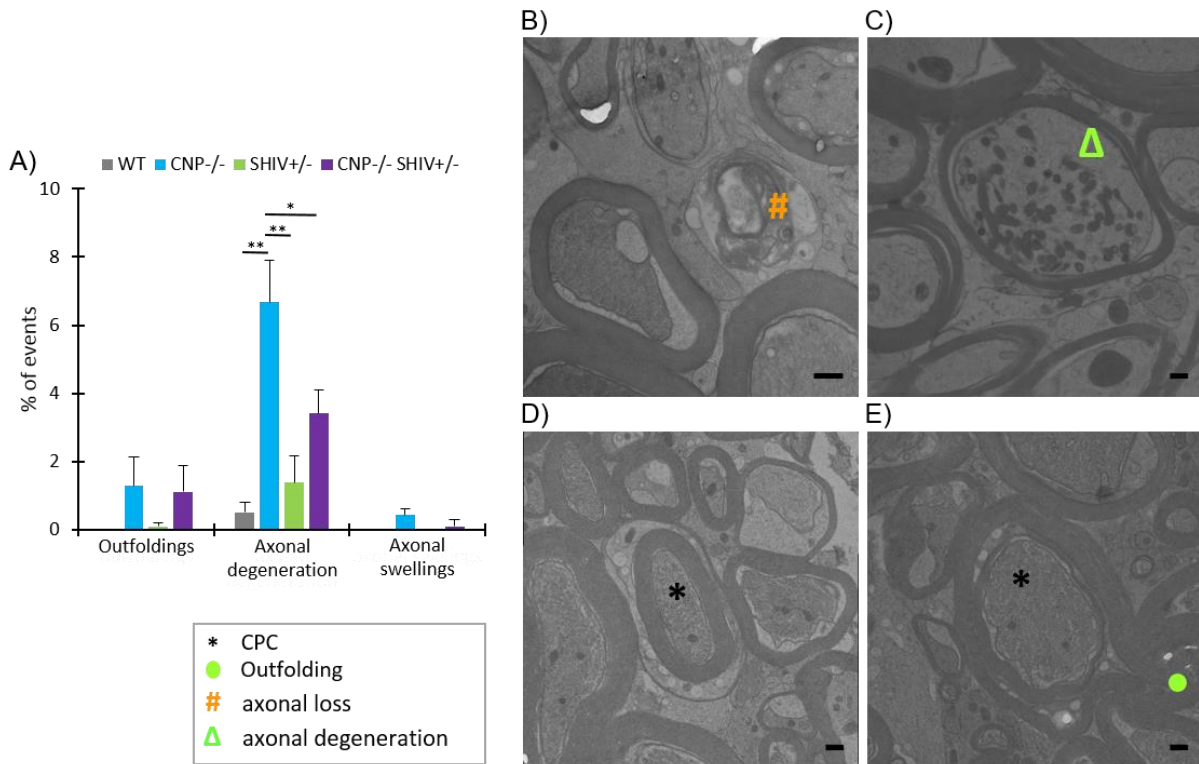 A)
WT CNP-/- SHIV+/- CNP-/- SHIV+/-
10
8
6
4
2
0
% of events
*
**
**
Outfoldings
Axonal
degeneration
Axonal
swellings
* CPC
Outfolding
# axonal loss
Δ axonal degeneration
B)
#
C)
Δ
D)
*
E)
*